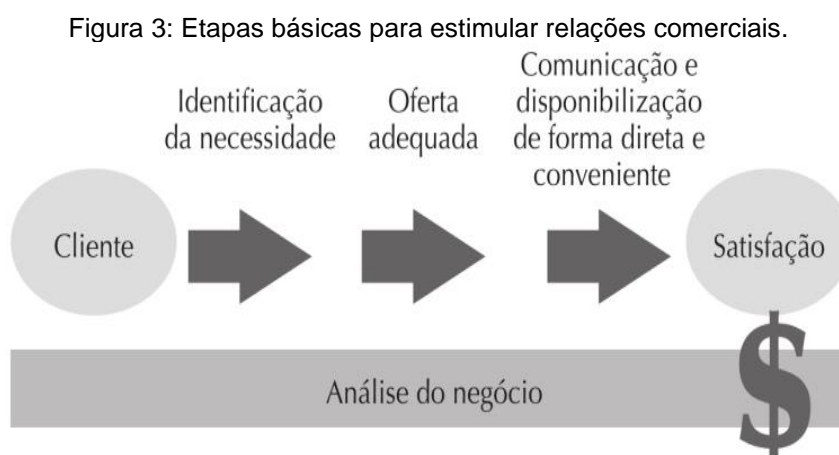 Figura 3: Etapas básicas para estimular relações comerciais.
Identificação
da necessidade
Oferta
adequada
Comunicação e
disponibilização
de forma direta e
conveniente
Cliente
Satisfação
Análise do negócio
$